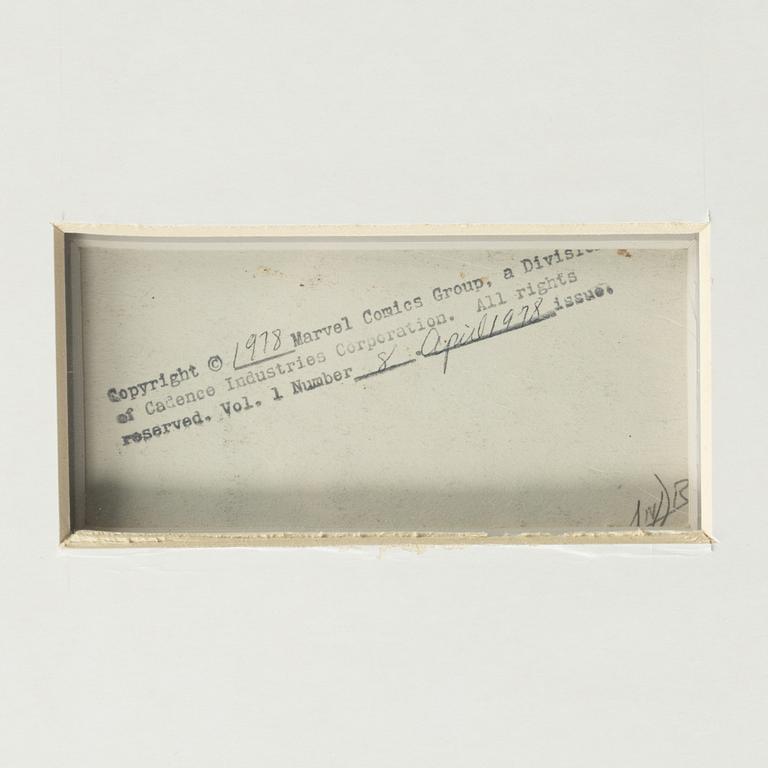 Copyright © 1978 Marvel Comics Group, a Division
of Cadence Industries Corporation. All rights
reserved. Vol. 1 Number 8 April 1978 issue.